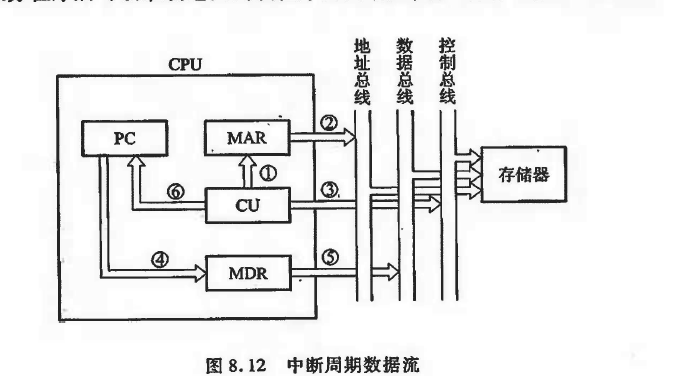 地址总线
数据总线
控制总线
CPU
②
PC
MAR
①
⑥
③
CU
存储器
④
⑤
MDR
图 8.12 中断周期数据流